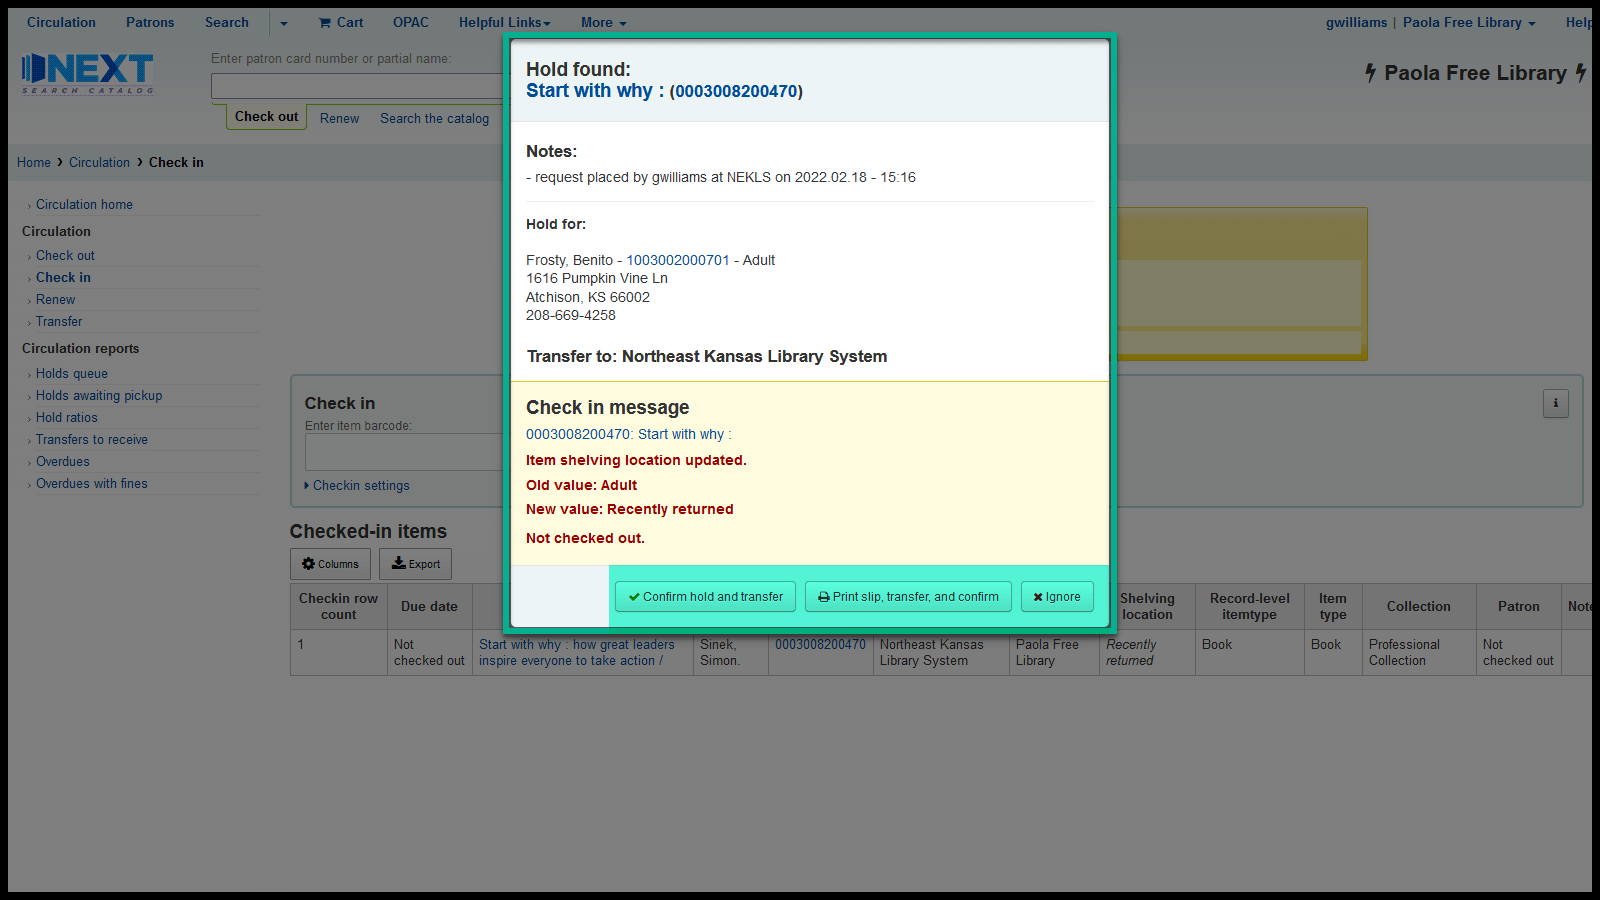 Circulation Patrons Search Cart OPAC Helpful Links More gwilliams | Paola Free Library Help
NEXT
SEARCH CATALOG
Enter patron card number or partial name:
Check out Renew Search the catalog
Paola Free Library
Home › Circulation › Check in
Circulation home
Circulation
Check out
Check in
Renew
Transfer
Circulation reports
Holds queue
Holds awaiting pickup
Hold ratios
Transfers to receive
Overdues
Overdues with fines
Hold found:
Start with why : (0003008200470)
Notes:
- request placed by gwilliams at NEKLS on 2022.02.18 - 15:16
Hold for:
Frosty, Benito - 1003002000701 - Adult
1616 Pumpkin Vine Ln
Atchison, KS 66002
208-669-4258
Transfer to: Northeast Kansas Library System
Check in message
0003008200470: Start with why :
Item shelving location updated.
Old value: Adult
New value: Recently returned
Not checked out.
Confirm hold and transfer Print slip, transfer, and confirm Ignore
Check in
i
Enter item barcode:
Checkin settings
Checked-in items
Columns Export
Checkin row count Due date Shelving location Record-level itemtype Item type Collection Patron Note
1 Not checked out Start with why : how great leaders inspire everyone to take action / Sinek, Simon. 0003008200470 Northeast Kansas Library System Paola Free Library Recently returned Book Book Professional Collection Not checked out